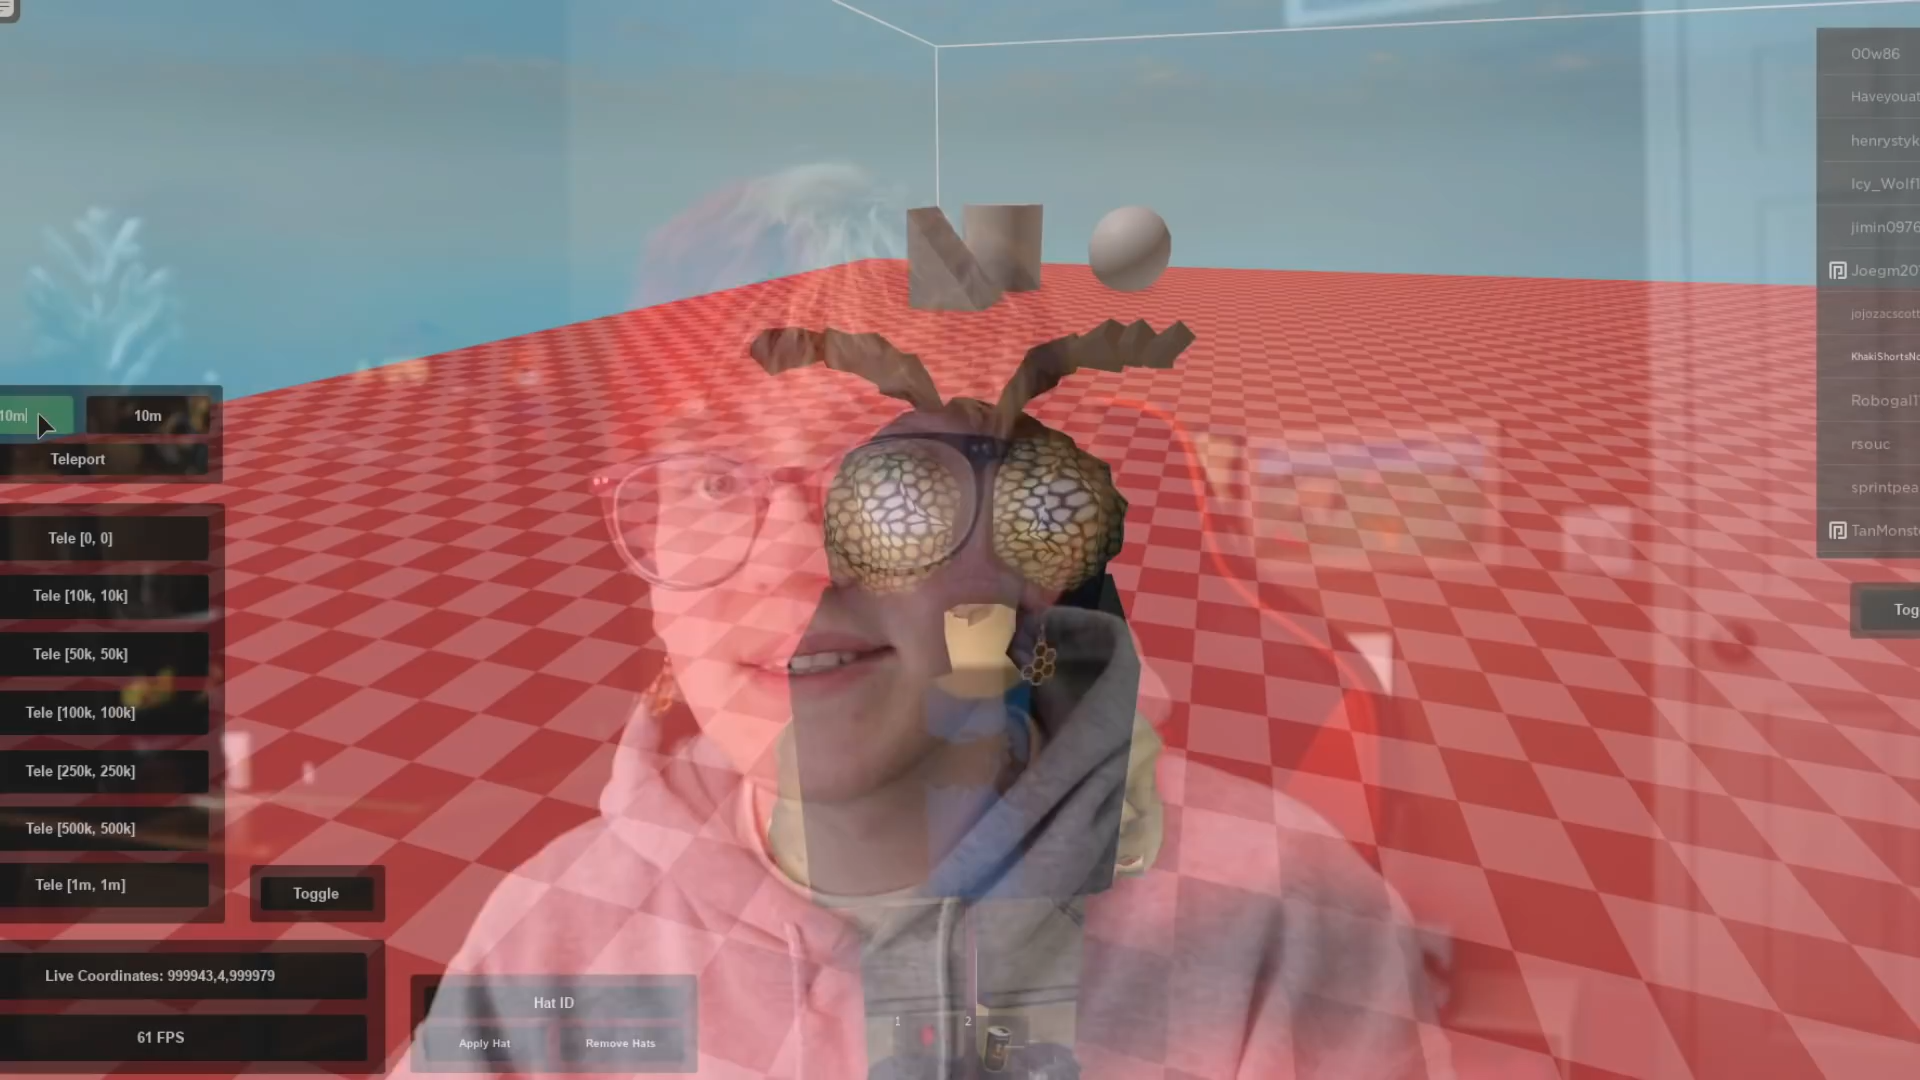 10m
10m
Teleport
Tele [0, 0]
Tele [10k, 10k]
Tele [50k, 50k]
Tele [100k, 100k]
Tele [250k, 250k]
Tele [500k, 500k]
Tele [1m, 1m]
Toggle
Live Coordinates: 999943,4,999979
61 FPS
Hat ID
Apply Hat
Remove Hats
1
2
00w86
Haveyouat
henrystyk
Icy_Wolf1
jimin0976
Joegm20
jojozacscott
KhakiShortsNo
Robogal1
rsouc
sprintpea
TanMonst
Tog